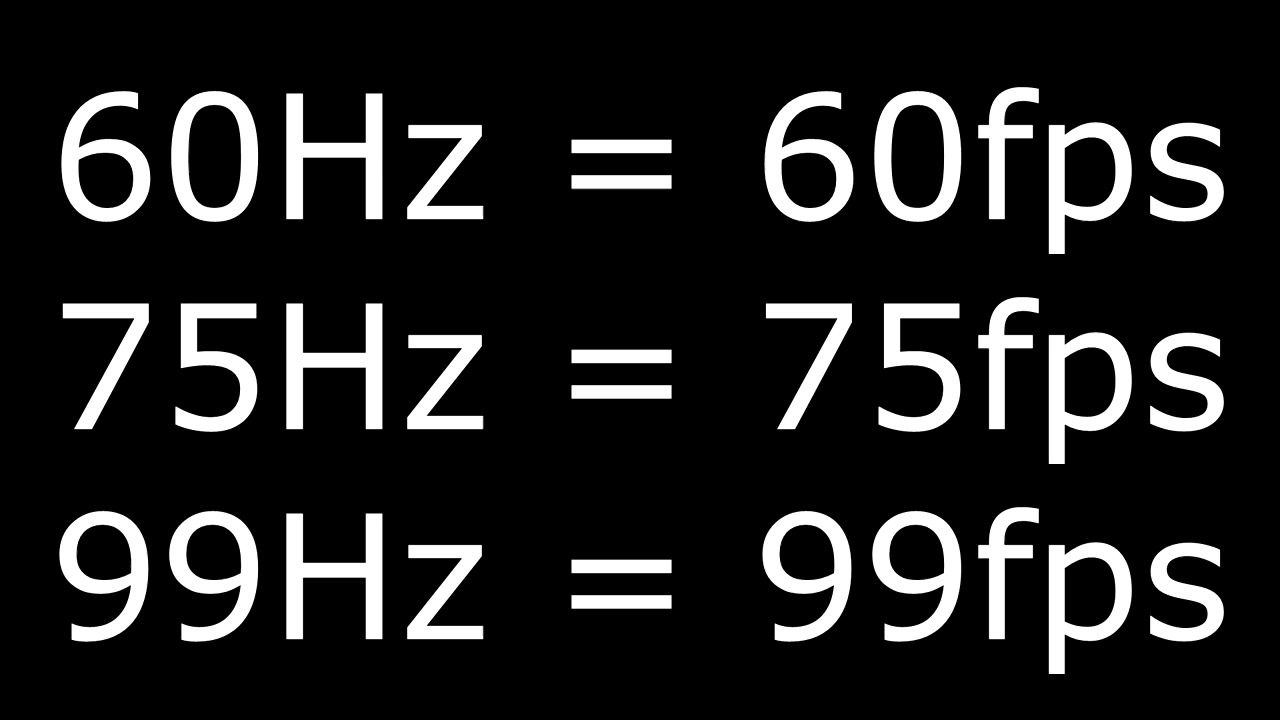 60Hz = 60fps
75Hz = 75fps
99Hz = 99fps